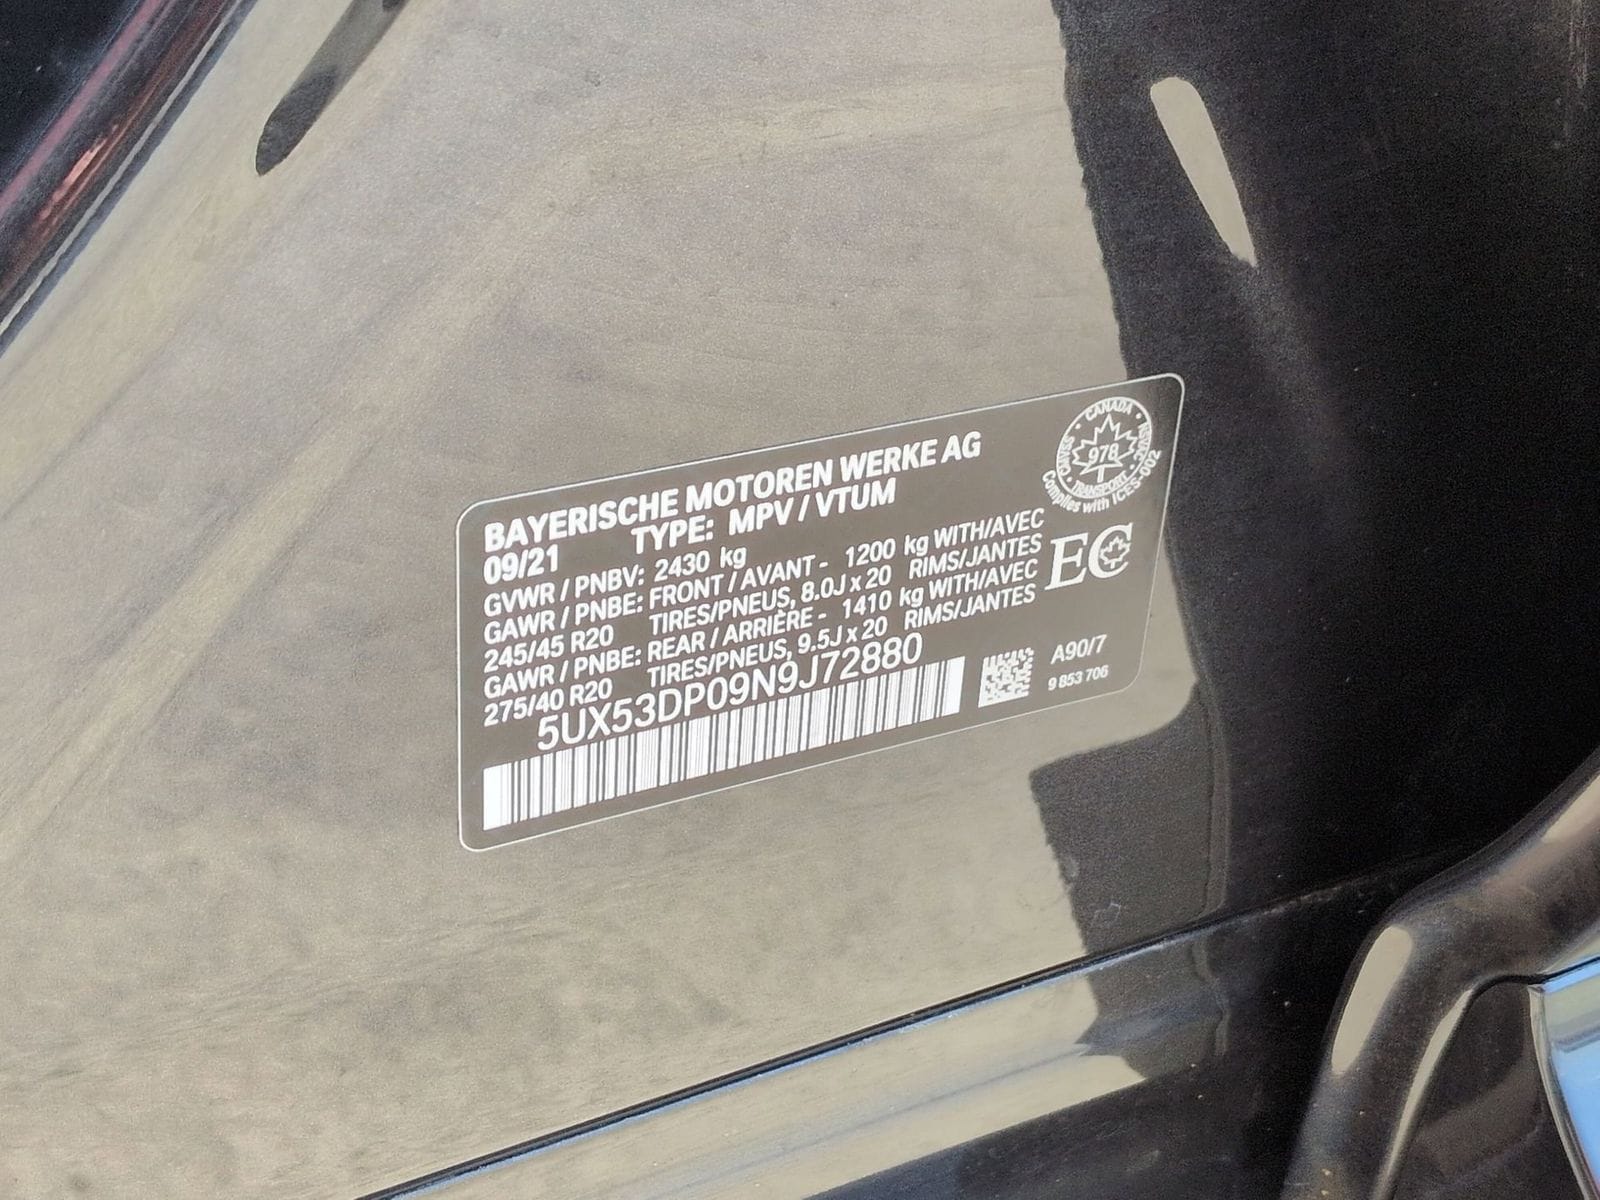 BAYERISCHE MOTOREN WERKE AG
09/21 TYPE: MPV / VTUM
GVWR / PNBV: 2430 kg
GAWR / PNBE: FRONT / AVANT - 1200 kg WITH/AVEC
245/45 R20 TIRES/PNEUS, 8.0J x 20 RIMS/JANTES
GAWR / PNBE: REAR / ARRIÈRE - 1410 kg WITH/AVEC
275/40 R20 TIRES/PNEUS, 9.5J x 20 RIMS/JANTES
5UX53DP09N9J72880
CANADA
978
TRANSPORT
Complies with ICES-002
EC
A90/7
9 853 706